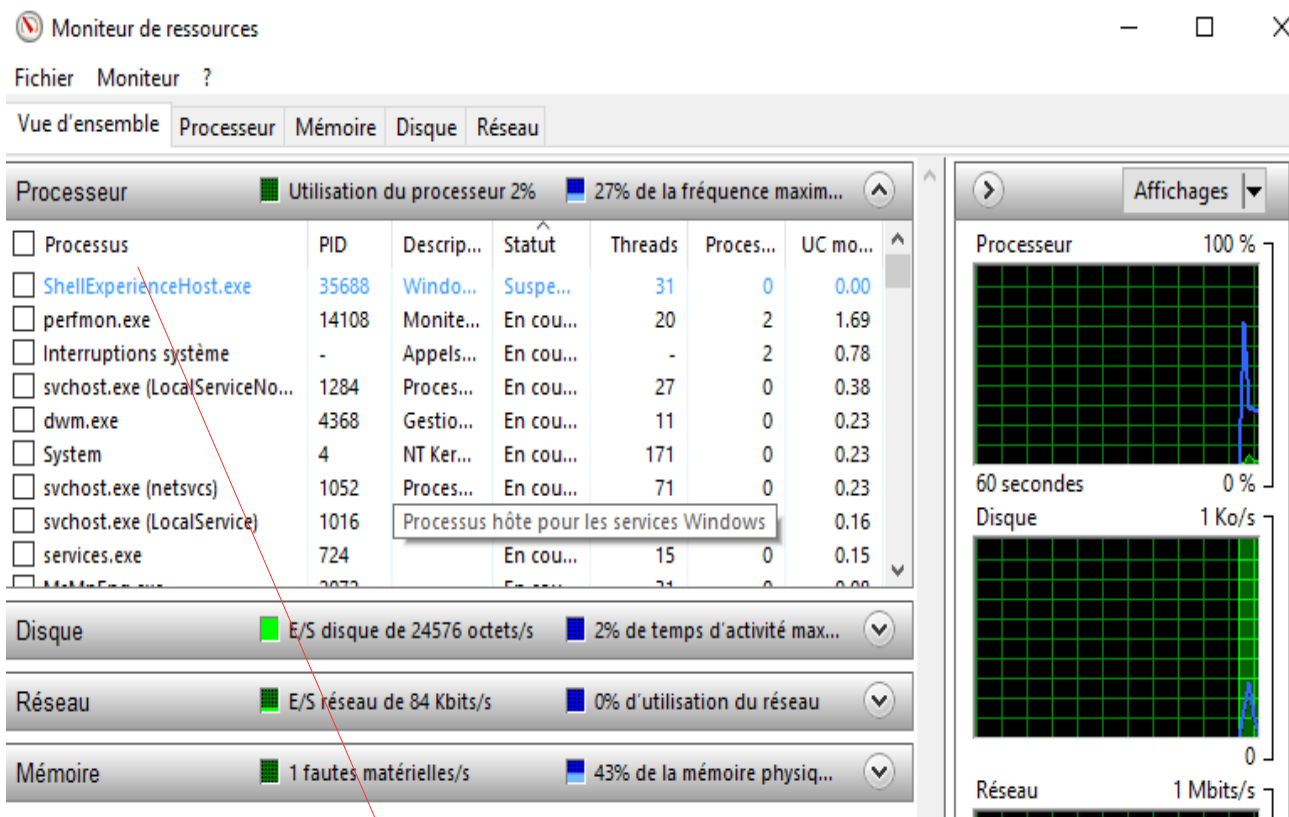 Moniteur de ressources
Fichier Moniteur ?
Vue d'ensemble Processeur Mémoire Disque Réseau
Processeur Utilisation du processeur 2% 27% de la fréquence maxim...
Processus PID Descrip... Statut Threads Proces... UC mo...
ShellExperienceHost.exe 35688 Windo... Suspe... 31 0 0.00
perfmon.exe 14108 Monite... En cou... 20 2 1.69
Interruptions système - Appels... En cou... - 2 0.78
svchost.exe (LocalServiceNo... 1284 Proces... En cou... 27 0 0.38
dwm.exe 4368 Gestio... En cou... 11 0 0.23
System 4 NT Ker... En cou... 171 0 0.23
svchost.exe (netsvcs) 1052 Proces... En cou... 71 0 0.23
svchost.exe (LocalService) 1016 Processus hôte pour les services Windows 0.16
services.exe 724 En cou... 15 0 0.15
Disque E/S disque de 24576 octets/s 2% de temps d'activité max...
Réseau E/S réseau de 84 Kbits/s 0% d'utilisation du réseau
Mémoire 1 fautes matérielles/s 43% de la mémoire physiq...
Affichages
Processeur 100 %
60 secondes 0 %
Disque 1 Ko/s
0
Réseau 1 Mbits/s